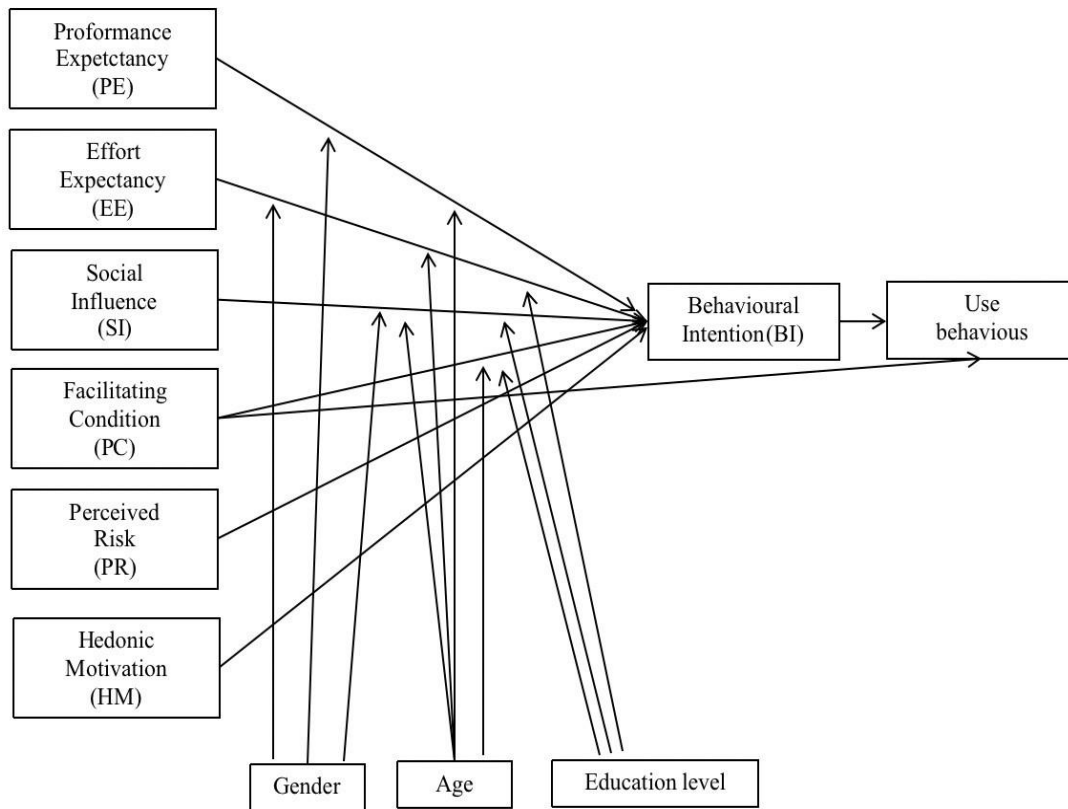 Proformance
Expetctancy
(PE)
Effort
Expectancy
(EE)
Social
Influence
(SI)
Facilitating
Condition
(PC)
Perceived
Risk
(PR)
Hedonic
Motivation
(HM)
Behavioural
Intention(BI)
Use
behavious
Gender
Age
Education level